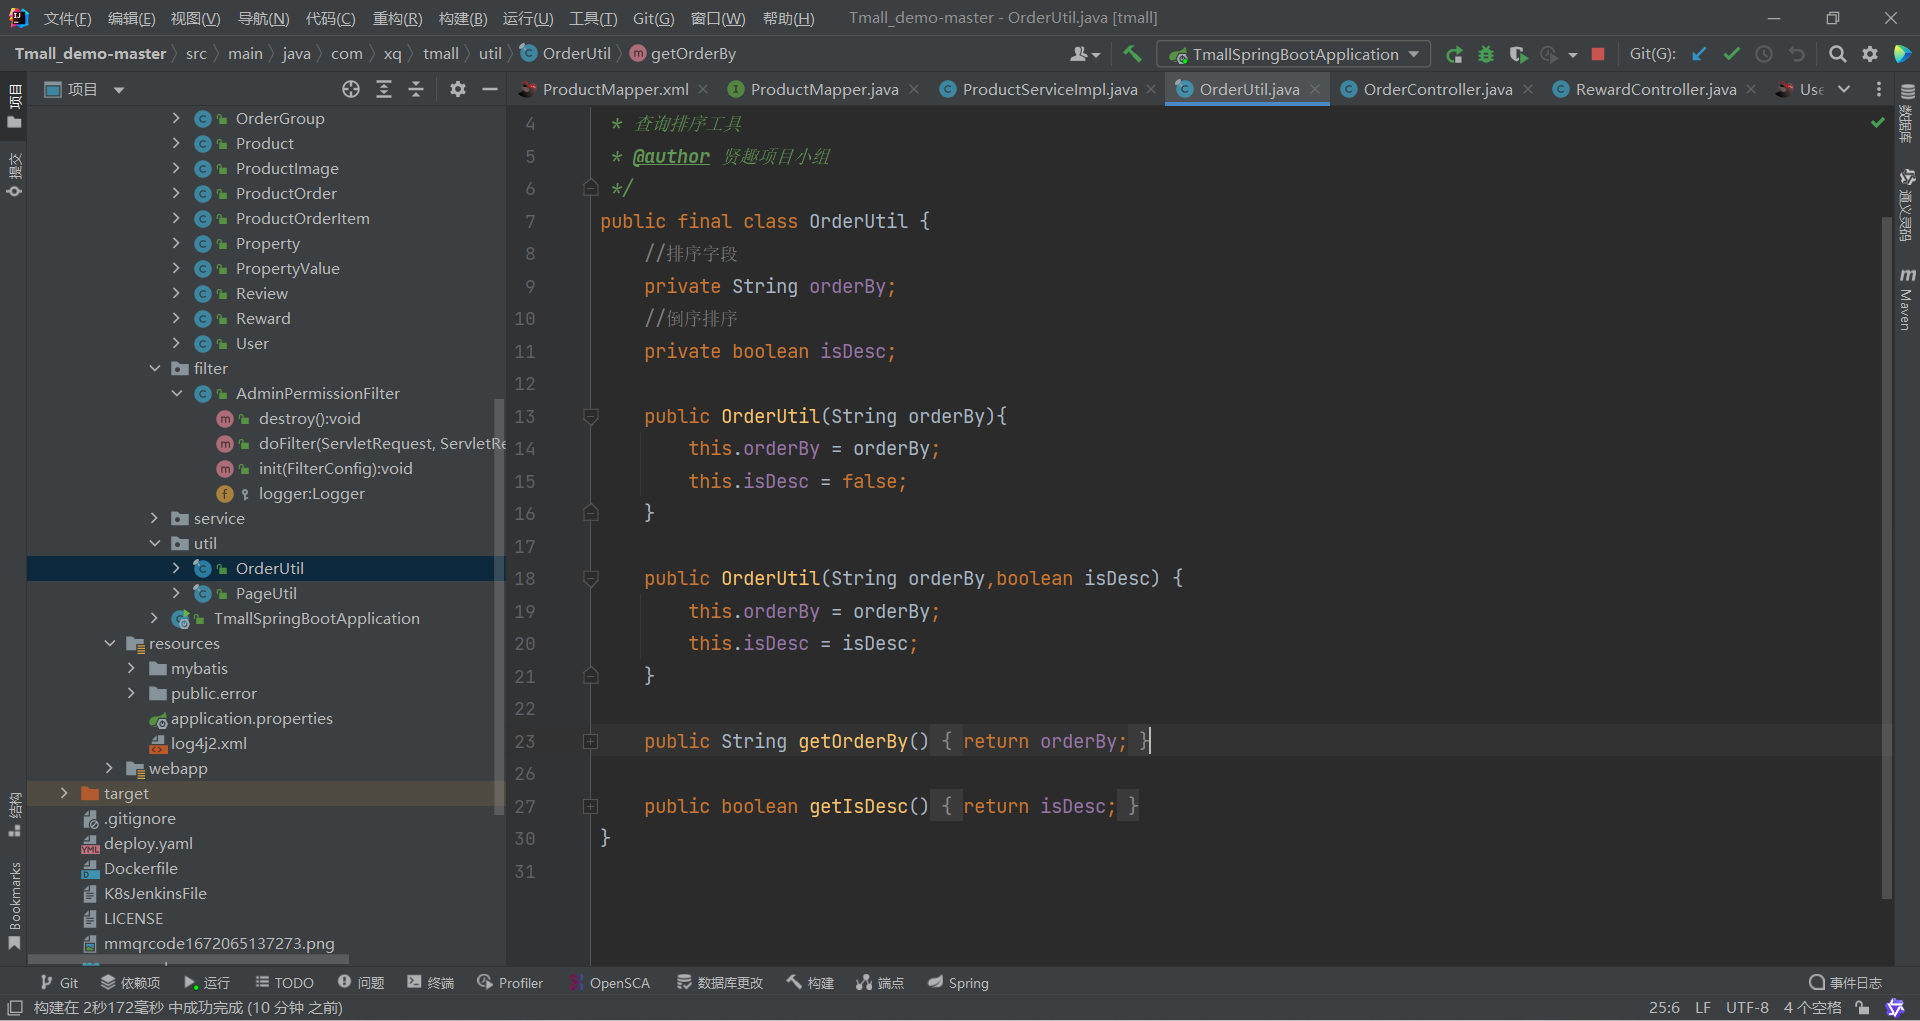 文件(F) 编辑(E) 视图(V) 导航(N) 代码(C) 重构(R) 构建(B) 运行(U) 工具(T) Git(G) 窗口(W) 帮助(H) Tmall_demo-master - OrderUtil.java [tmall]
Tmall_demo-master src main java com xq tmall util OrderUtil getOrderBy TmallSpringBootApplication Git(G):
项目 ProductMapper.xml ProductMapper.java ProductServiceImpl.java OrderUtil.java OrderController.java RewardController.java Use
项目
提交
结构
Bookmarks
OrderGroup
Product
ProductImage
ProductOrder
ProductOrderItem
Property
PropertyValue
Review
Reward
User
filter
AdminPermissionFilter
destroy():void
doFilter(ServletRequest, ServletRe
init(FilterConfig):void
logger:Logger
service
util
OrderUtil
PageUtil
TmallSpringBootApplication
resources
mybatis
public.error
application.properties
log4j2.xml
webapp
target
.gitignore
deploy.yaml
Dockerfile
K8sJenkinsFile
LICENSE
mmqrcode1672065137273.png
4 * 查询排序工具
5 * @author 贤趣项目小组
6 */
7 public final class OrderUtil {
8 //排序字段
9 private String orderBy;
10 //倒序排序
11 private boolean isDesc;
12
13 public OrderUtil(String orderBy){
14 this.orderBy = orderBy;
15 this.isDesc = false;
16 }
17
18 public OrderUtil(String orderBy,boolean isDesc) {
19 this.orderBy = orderBy;
20 this.isDesc = isDesc;
21 }
22
23 public String getOrderBy() { return orderBy; }
26
27 public boolean getIsDesc() { return isDesc; }
30 }
31
数据库
通义灵码
Maven
Git 依赖项 运行 TODO 问题 终端 Profiler OpenSCA 数据库更改 构建 端点 Spring 事件日志
构建在 2秒172毫秒 中成功完成 (10 分钟 之前) 25:6 LF UTF-8 4 个空格